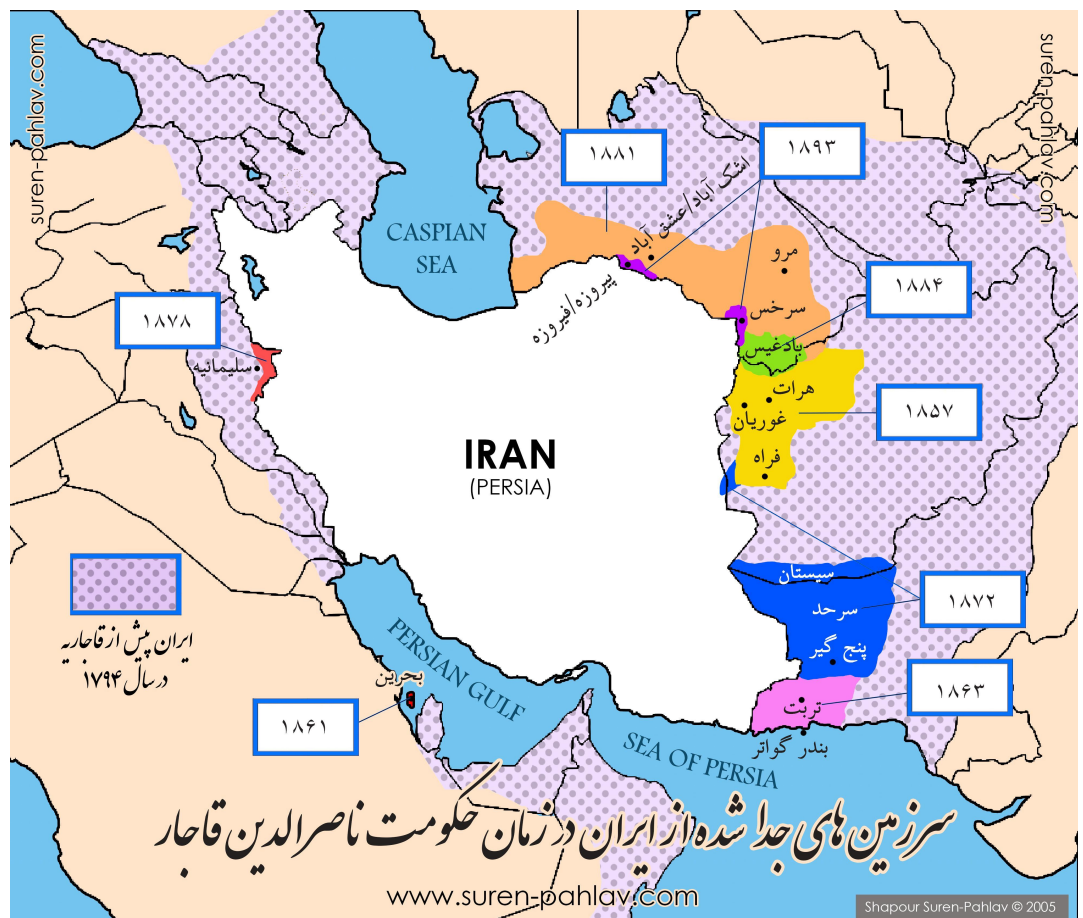 suren-pahlav.com
suren-pahlav.com
۱۸۹۳
۱۸۸۱
اشک آباد/عشق آباد
CASPIAN
SEA
مرو
پیروزه/فیروزه
سرخس
۱۸۸۴
۱۸۷۸
بادغیس
سلیمانیه
هرات
غوریان
۱۸۵۷
فراه
IRAN
(PERSIA)
سیستان
سرحد
۱۸۷۲
پنج گیر
ایران پیش از قاجاریه
در سال ۱۷۹۴
PERSIAN GULF
بحرین
۱۸۶۱
۱۸۶۳
تربت
بندر گواتر
SEA OF PERSIA
سرزمین های جدا شده از ایران در زمان حکومت ناصرالدین قاجار
www.suren-pahlav.com
Shapour Suren-Pahlav © 2005